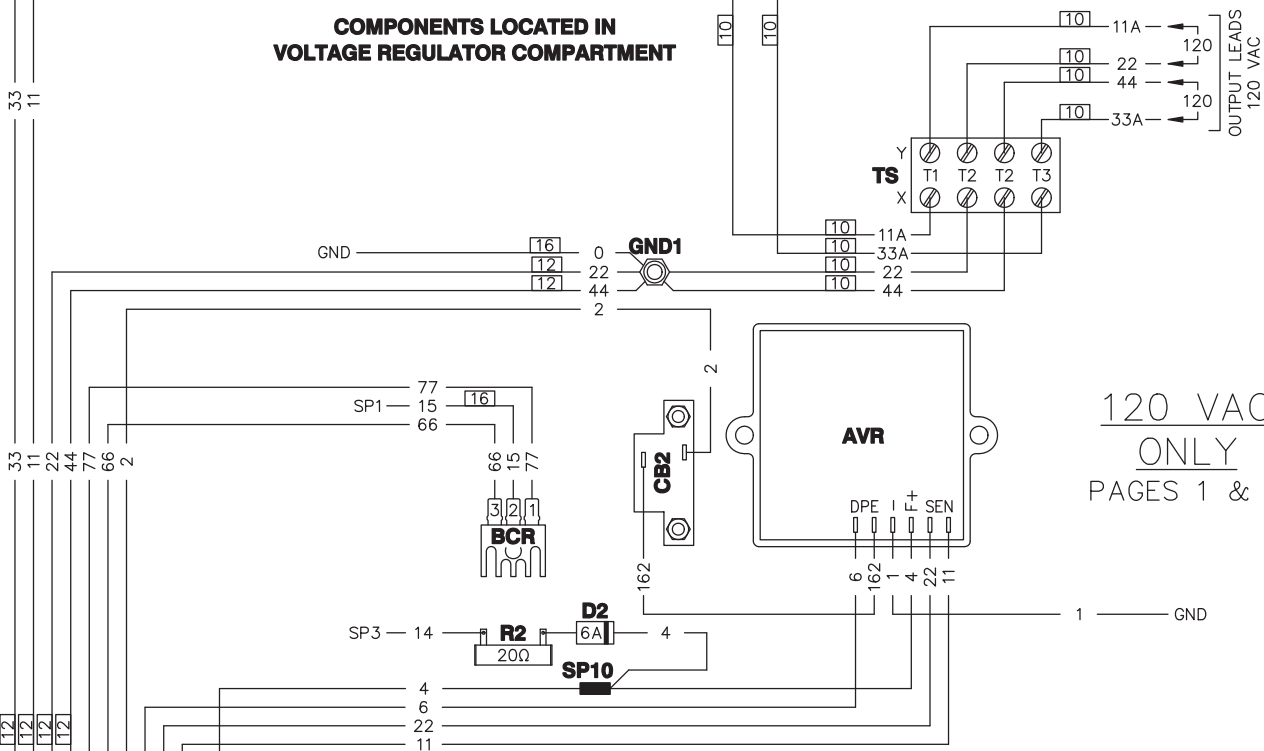 COMPONENTS LOCATED IN
VOLTAGE REGULATOR COMPARTMENT
10
10
10
11A
10
22
10
44
10
33A
120
120
OUTPUT LEADS
120 VAC
Y
TS
T1
T2
T2
T3
X
33
11
GND
16
0
GND1
12
22
12
44
2
10
11A
10
33A
10
22
10
44
2
77
SP1
15
16
66
33
11
22
44
77
66
2
66
15
77
3
2
1
BCR
CB2
AVR
DPE
–
F+
SEN
120 VAC
ONLY
PAGES 1 &
162
6
162
1
4
22
11
1
GND
SP3
14
R2
20Ω
D2
6A
4
SP10
4
6
22
11
12
12
12
12